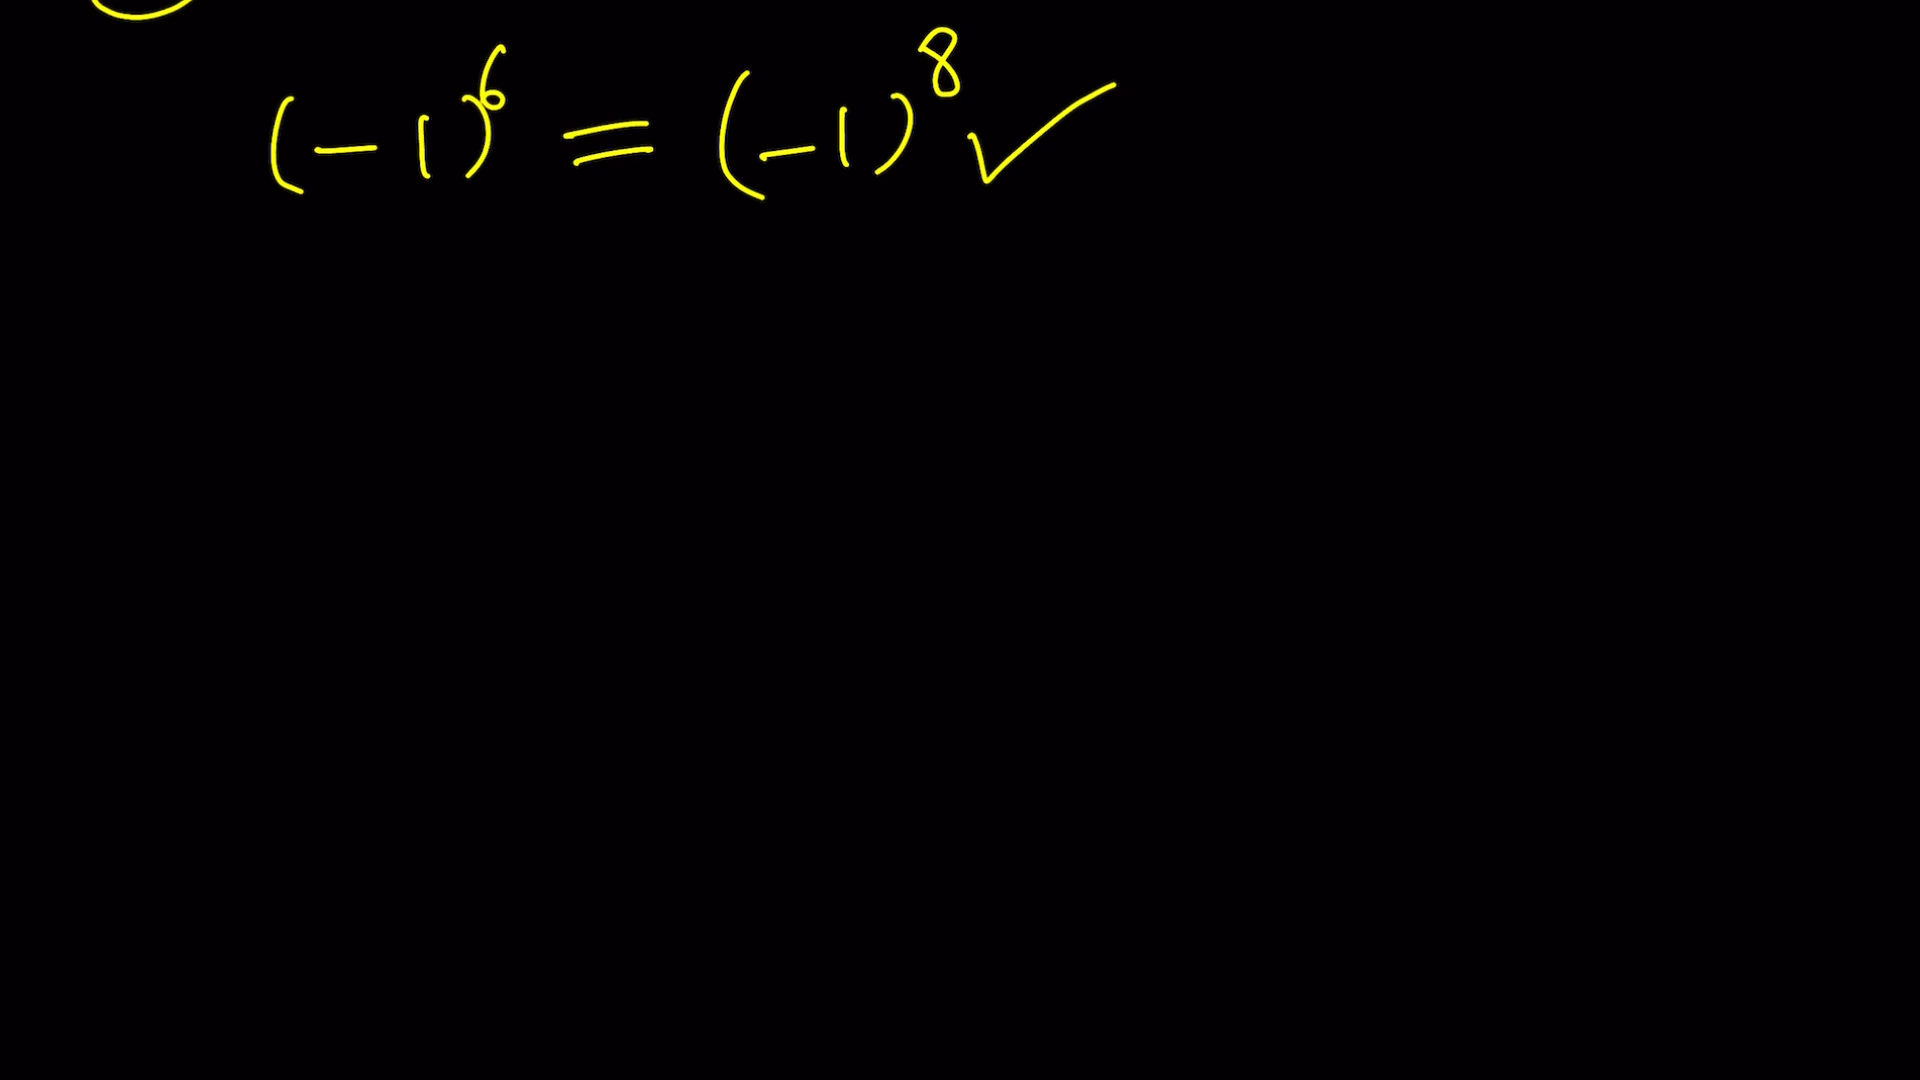 (-1)⁶ = (-1)⁸ ✓